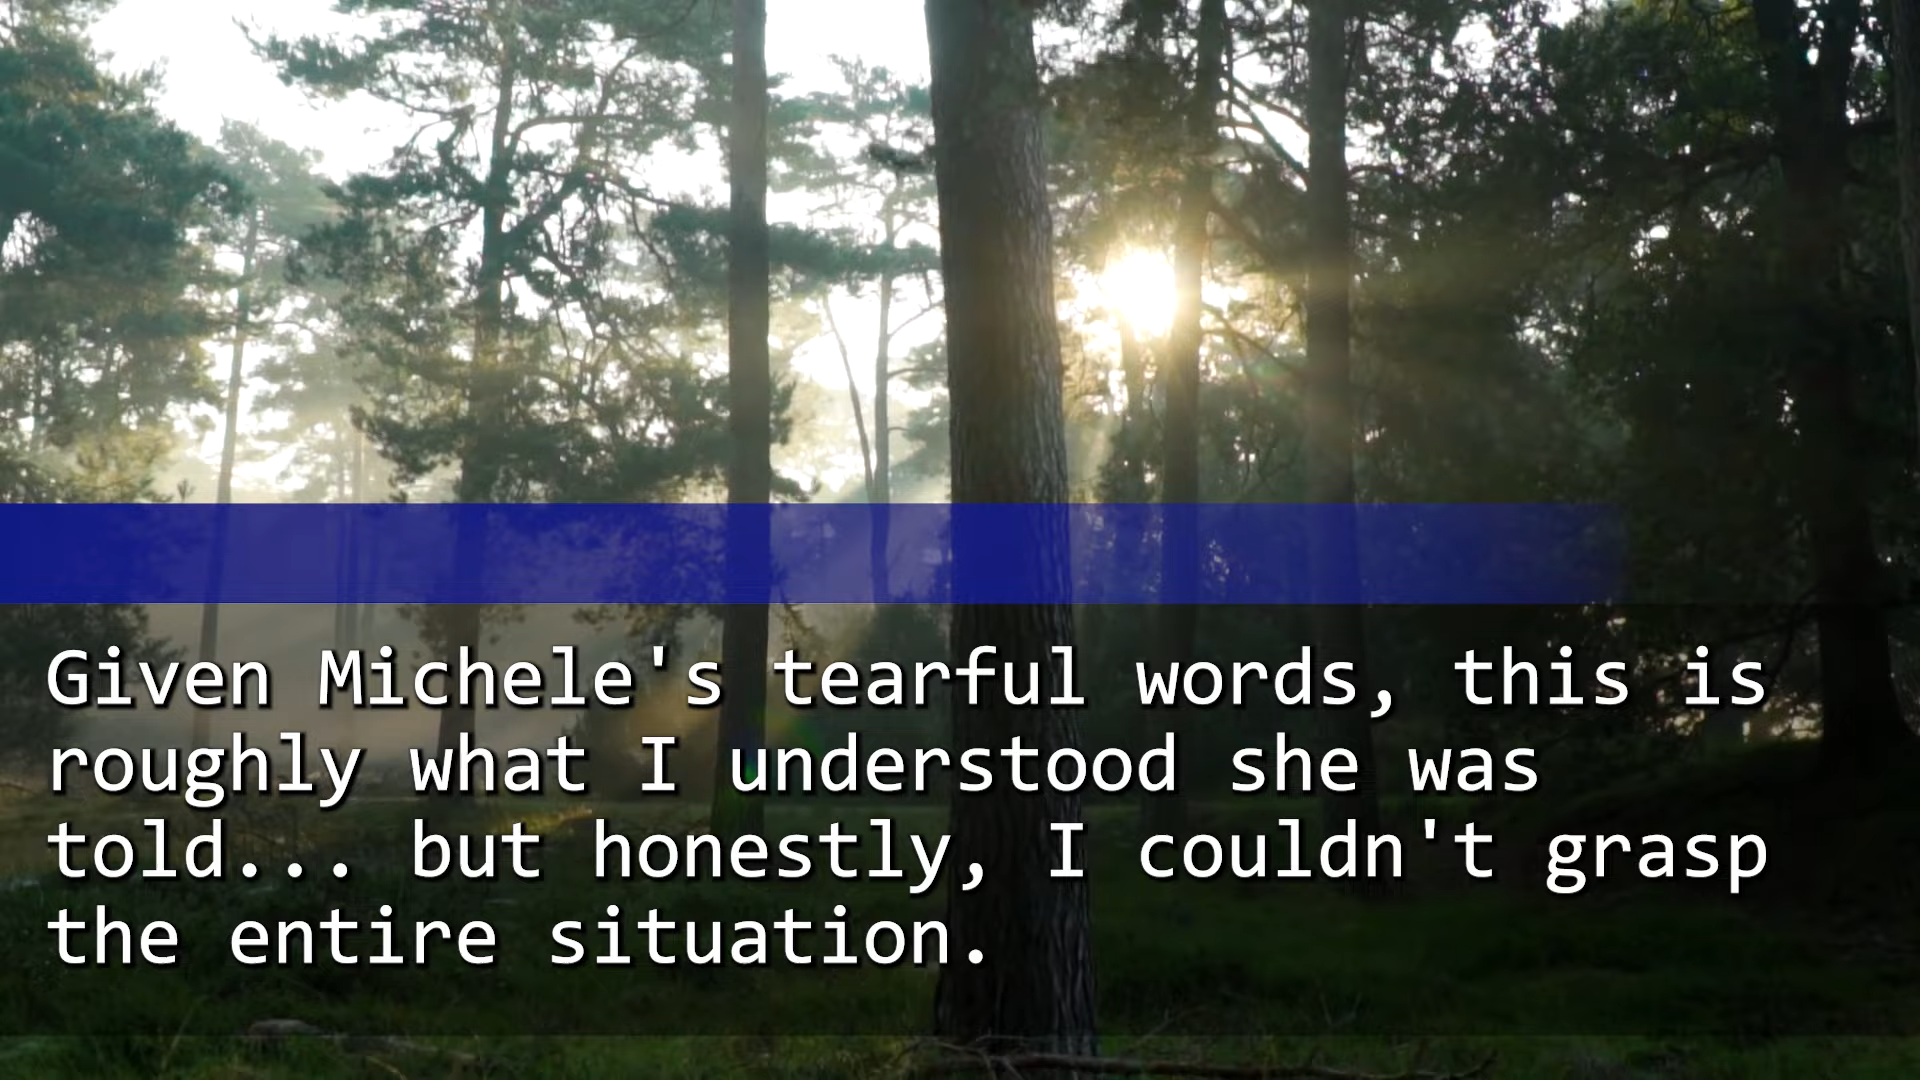 Given Michele's tearful words, this is
roughly what I understood she was
told... but honestly, I couldn't grasp
the entire situation.